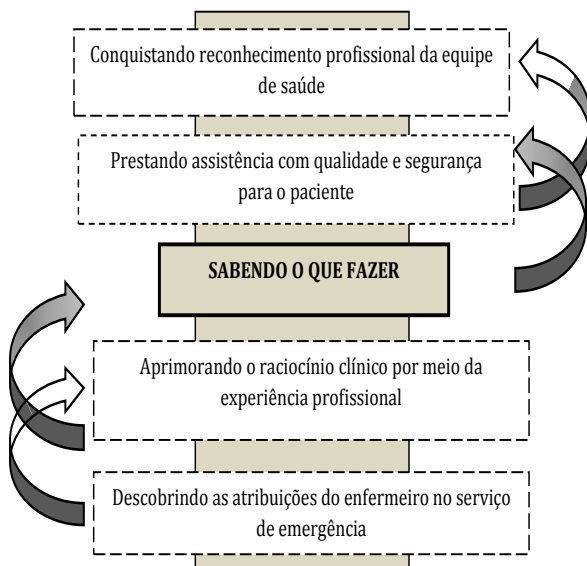 Conquistando reconhecimento profissional da equipe
de saúde
Prestando assistência com qualidade e segurança
para o paciente
SABENDO O QUE FAZER
Aprimorando o raciocínio clínico por meio da
experiência profissional
Descobrindo as atribuições do enfermeiro no serviço
de emergência